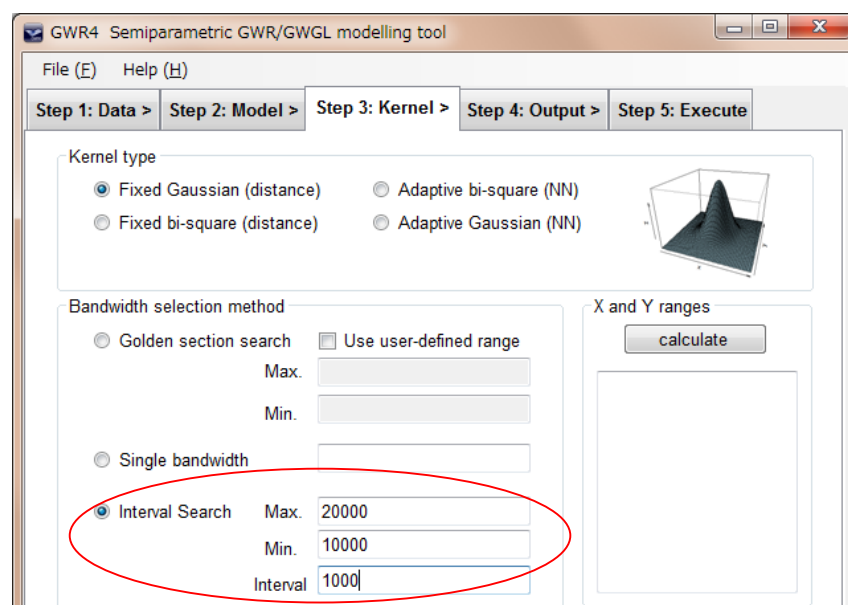 GWR4 Semiparametric GWR/GWGL modelling tool
File (F) Help (H)
Step 1: Data > Step 2: Model > Step 3: Kernel > Step 4: Output > Step 5: Execute
Kernel type
Fixed Gaussian (distance) Adaptive bi-square (NN)
Fixed bi-square (distance) Adaptive Gaussian (NN)
Bandwidth selection method X and Y ranges
Golden section search Use user-defined range calculate
Max.
Min.
Single bandwidth
Interval Search Max. 20000
Min. 10000
Interval 1000